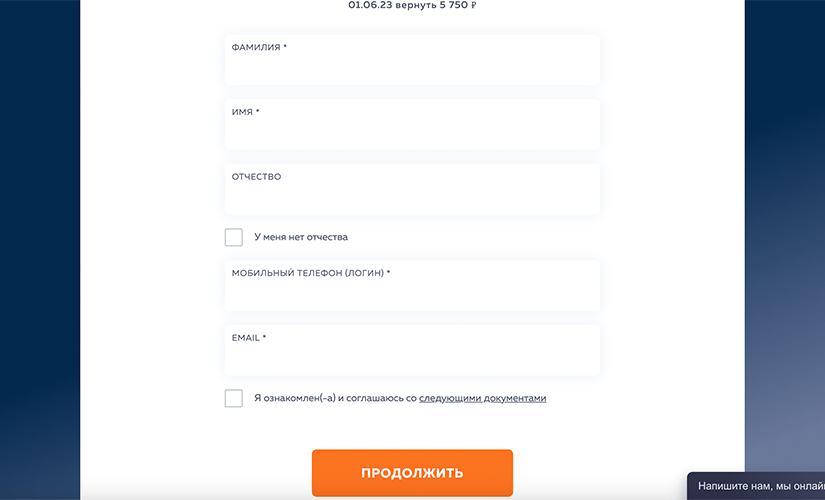 01.06.23 вернуть 5 750 ₽
ФАМИЛИЯ *
ИМЯ *
ОТЧЕСТВО
У меня нет отчества
МОБИЛЬНЫЙ ТЕЛЕФОН (ЛОГИН) *
EMAIL *
Я ознакомлен(-а) и соглашаюсь со следующими документами
ПРОДОЛЖИТЬ
Напишите нам, мы онлай